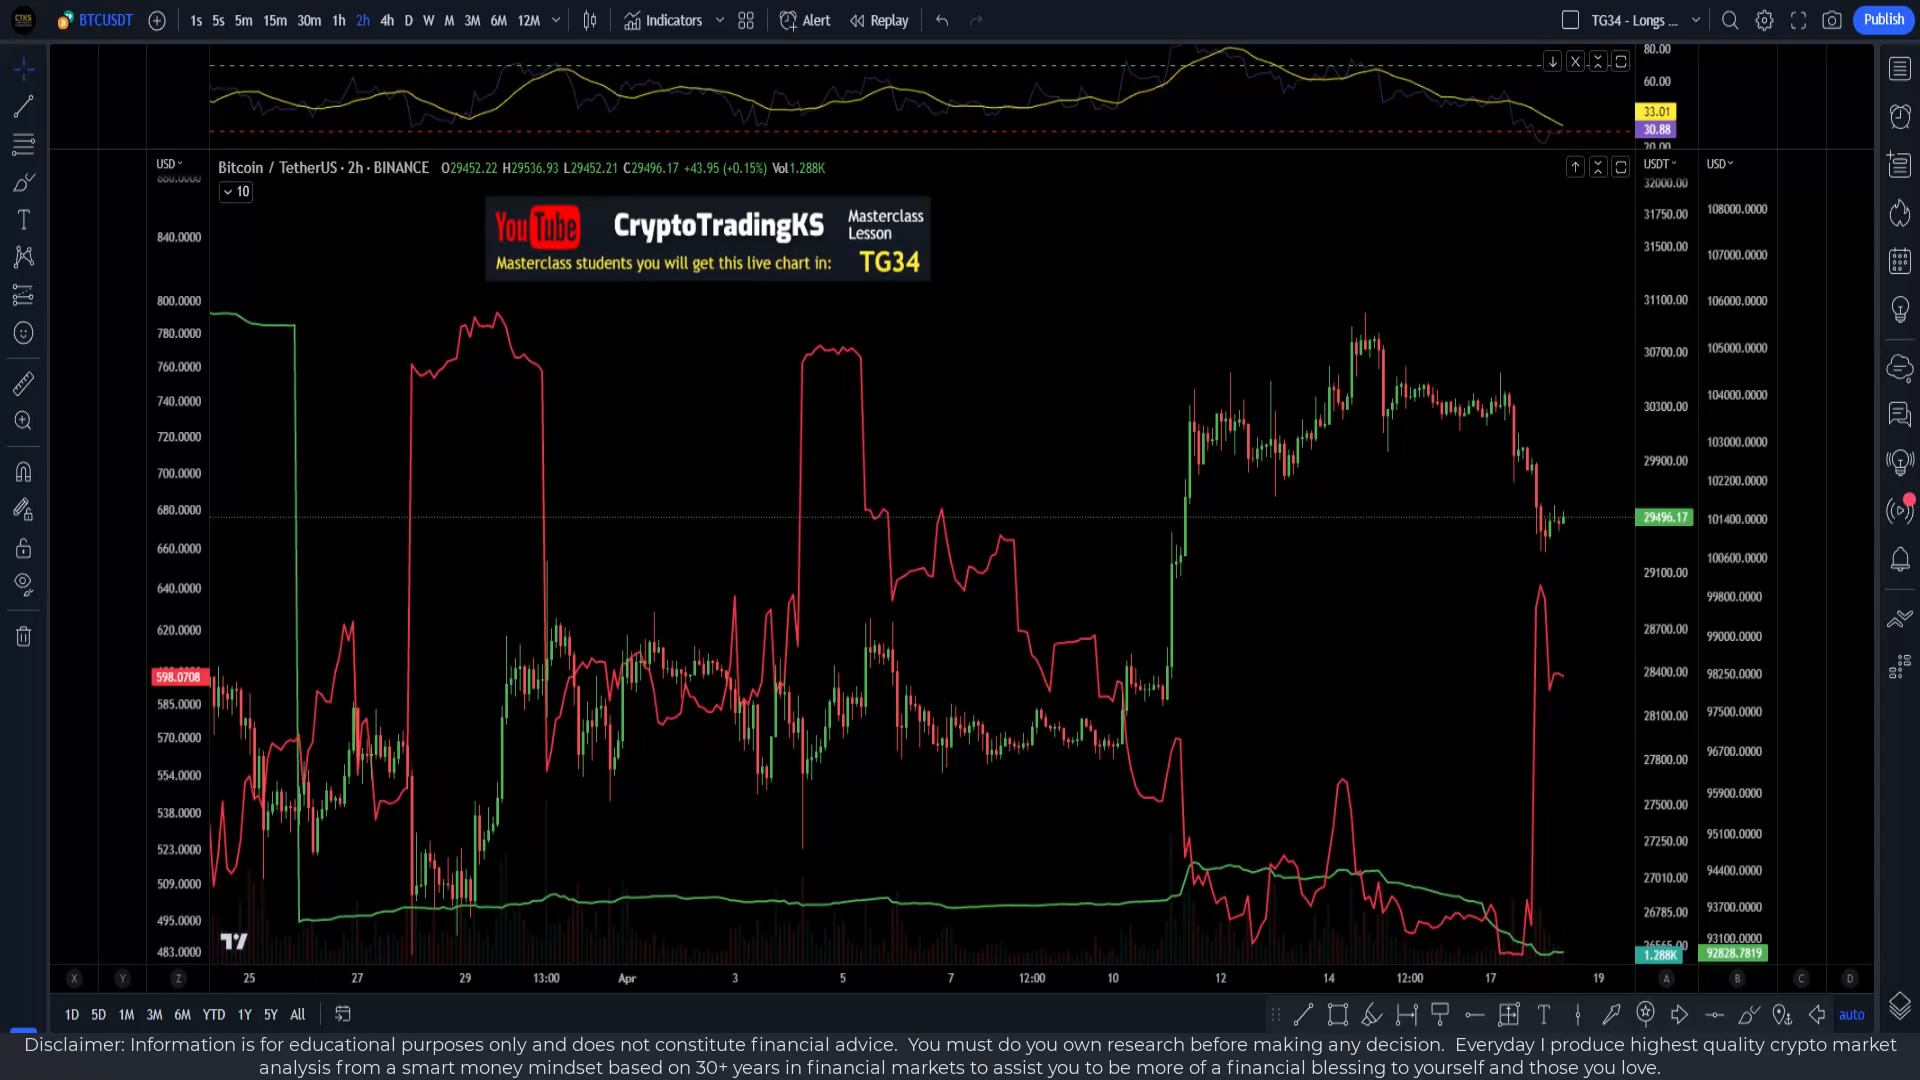 CTKS
BTCUSDT
1s 5s 5m 15m 30m 1h 2h 4h D W M 3M 6M 12M
Indicators
Alert
Replay
TG34 - Longs ...
Publish
80.00
60.00
33.01
30.88
20.00
USD
Bitcoin / TetherUS · 2h · BINANCE O29452.22 H29536.93 L29452.21 C29496.17 +43.95 (+0.15%) Vol1.288K
USDT
USD
10
YouTube
CryptoTradingKS
Masterclass
Lesson
Masterclass students you will get this live chart in:
TG34
840.0000
800.0000
780.0000
760.0000
740.0000
720.0000
700.0000
680.0000
660.0000
640.0000
620.0000
598.0708
585.0000
570.0000
554.0000
538.0000
523.0000
509.0000
495.0000
483.0000
32000.00
31750.00
31500.00
31100.00
30700.00
30300.00
29900.00
29496.17
29100.00
28700.00
28400.00
28100.00
27800.00
27500.00
27250.00
27010.00
26785.00
26565.00
1.288K
108000.0000
107000.0000
106000.0000
105000.0000
104000.0000
103000.0000
102200.0000
101400.0000
100600.0000
99800.0000
99000.0000
98250.0000
97500.0000
96700.0000
95900.0000
95100.0000
94400.0000
93700.0000
93100.0000
92828.7819
X Y Z 25 27 29 13:00 Apr 3 5 7 12:00 10 12 14 12:00 17 19 A B C D
1D 5D 1M 3M 6M YTD 1Y 5Y All
auto
Disclaimer: Information is for educational purposes only and does not constitute financial advice. You must do you own research before making any decision. Everyday I produce highest quality crypto market
analysis from a smart money mindset based on 30+ years in financial markets to assist you to be more of a financial blessing to yourself and those you love.